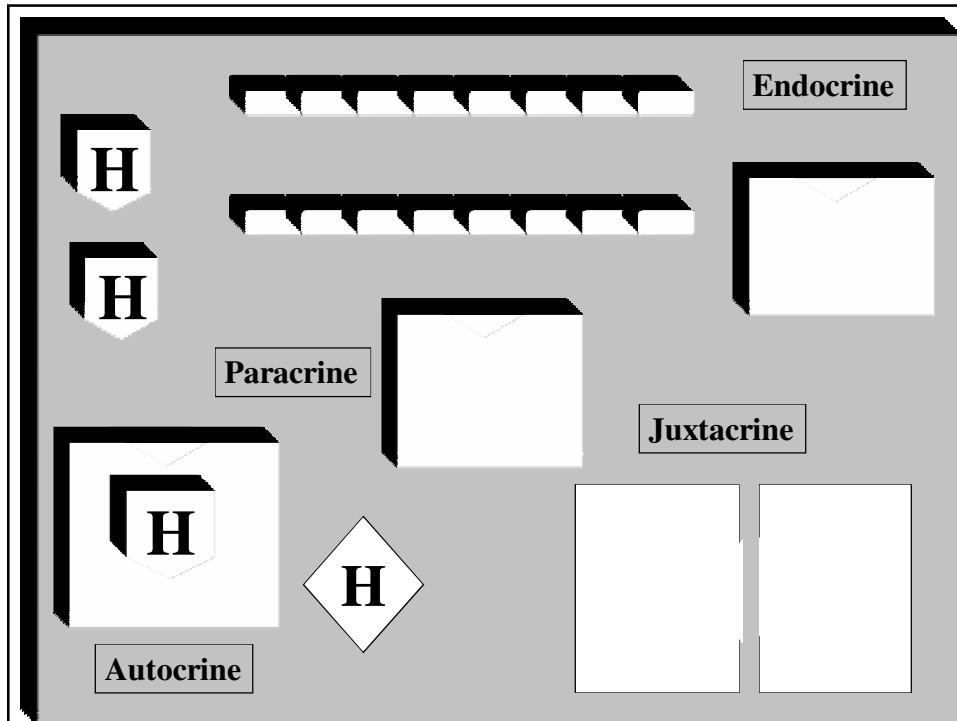 Endocrine
H
H
Paracrine
Juxtacrine
H
H
Autocrine